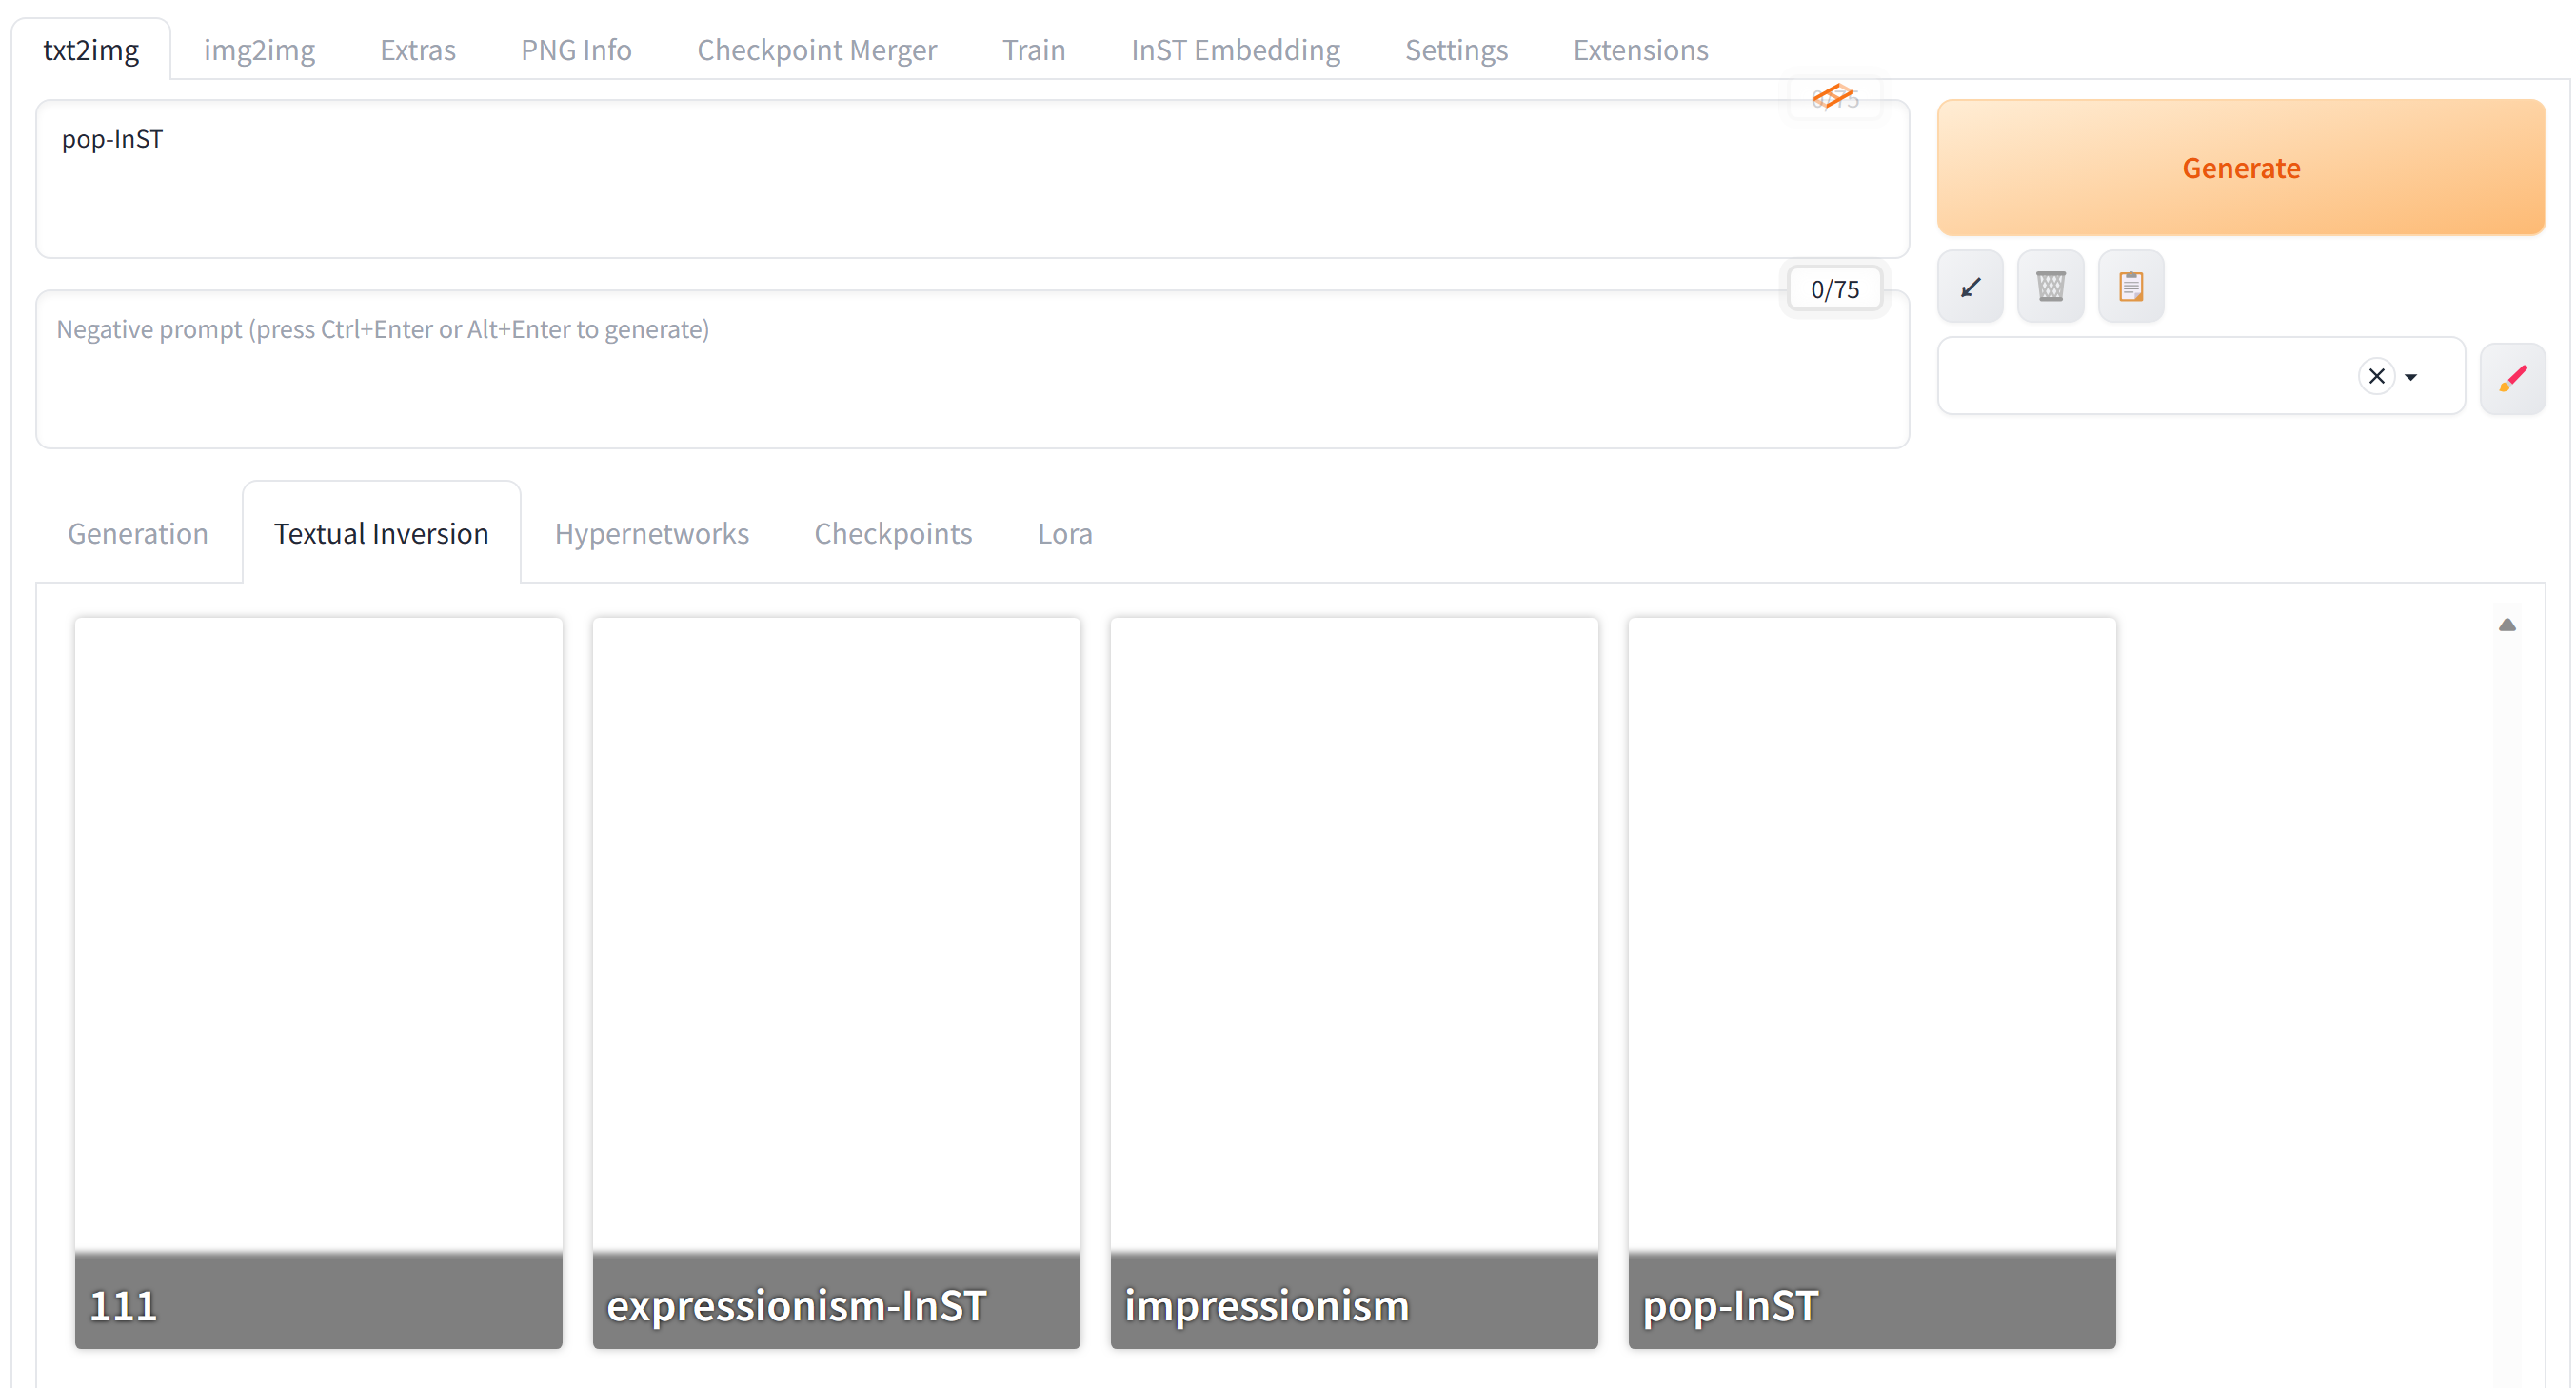 txt2img img2img Extras PNG Info Checkpoint Merger Train InST Embedding Settings Extensions
0/75
pop-InST
Generate
0/75
Negative prompt (press Ctrl+Enter or Alt+Enter to generate)
Generation Textual Inversion Hypernetworks Checkpoints Lora
111 expressionism-InST impressionism pop-InST